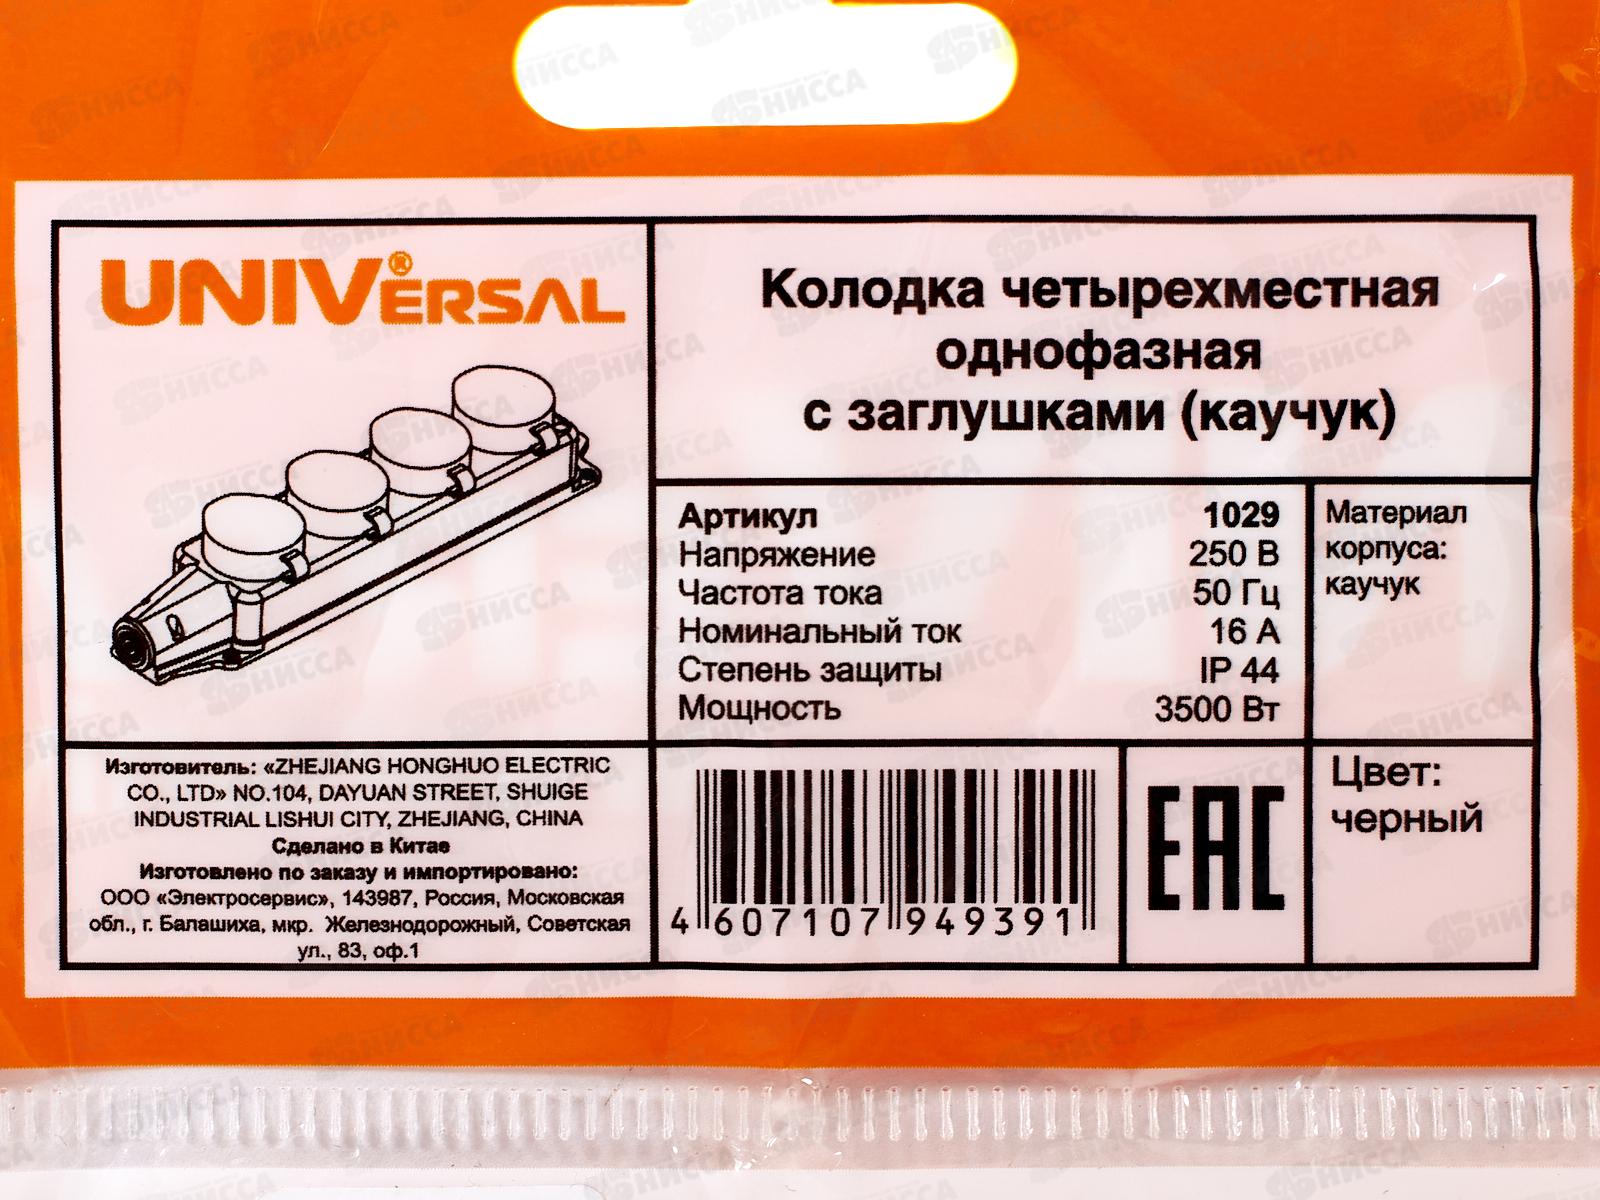 UNIVERSAL®
Колодка четырехместная
однофазная
с заглушками (каучук)
Артикул 1029
Напряжение 250 В
Частота тока 50 Гц
Номинальный ток 16 А
Степень защиты IP 44
Мощность 3500 Вт
Материал
корпуса:
каучук
Изготовитель: «ZHEJIANG HONGHUO ELECTRIC
CO., LTD» NO.104, DAYUAN STREET, SHUIGE
INDUSTRIAL LISHUI CITY, ZHEJIANG, CHINA
Сделано в Китае
Изготовлено по заказу и импортировано:
ООО «Электросервис», 143987, Россия, Московская
обл., г. Балашиха, мкр. Железнодорожный, Советская
ул., 83, оф.1
4 607107 949391
EAC
Цвет:
черный